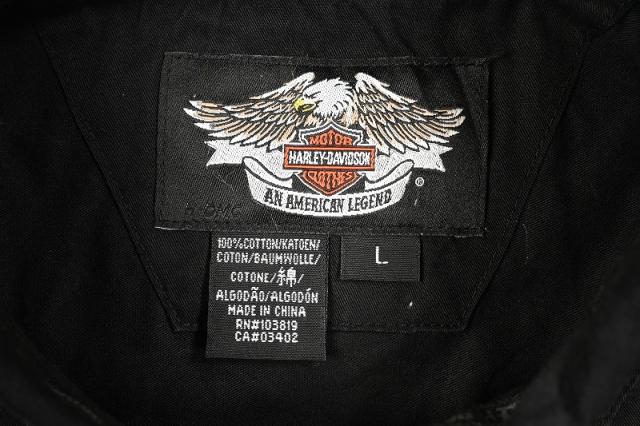 MOTOR
HARLEY-DAVIDSON
CLOTHES
®
AN AMERICAN LEGEND
100%COTTON/KATOEN/
COTON/BAUMWOLLE/
COTONE/綿/
ALGODÃO/ALGODÓN
MADE IN CHINA
RN#103819
CA#03402
L